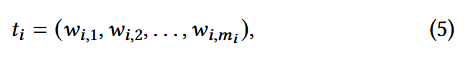 t_i = (w_{i,1}, w_{i,2}, . . . , w_{i,m_i}), (5)